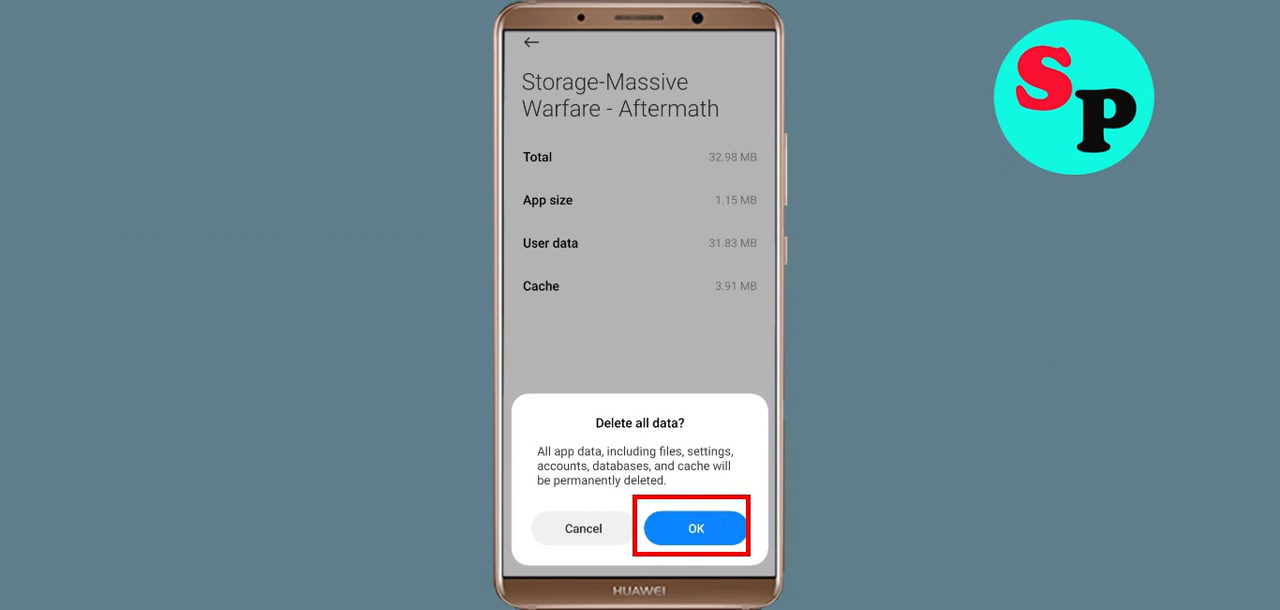 SP
Storage-Massive
Warfare - Aftermath
Total 32.98 MB
App size 1.15 MB
User data 31.83 MB
Cache 3.91 MB
Delete all data?
All app data, including files, settings,
accounts, databases, and cache will
be permanently deleted.
Cancel OK
HUAWEI